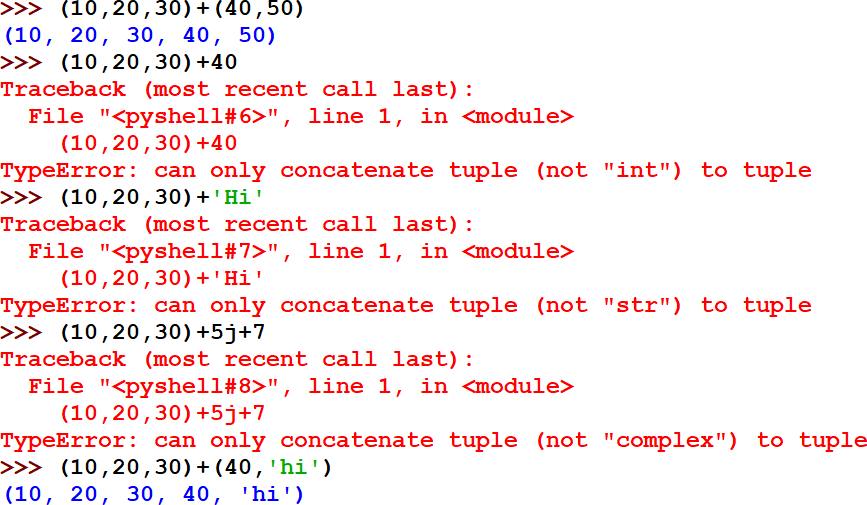 >>> (10,20,30)+(40,50)
(10, 20, 30, 40, 50)
>>> (10,20,30)+40
Traceback (most recent call last):
  File "<pyshell#6>", line 1, in <module>
    (10,20,30)+40
TypeError: can only concatenate tuple (not "int") to tuple
>>> (10,20,30)+'Hi'
Traceback (most recent call last):
  File "<pyshell#7>", line 1, in <module>
    (10,20,30)+'Hi'
TypeError: can only concatenate tuple (not "str") to tuple
>>> (10,20,30)+5j+7
Traceback (most recent call last):
  File "<pyshell#8>", line 1, in <module>
    (10,20,30)+5j+7
TypeError: can only concatenate tuple (not "complex") to tuple
>>> (10,20,30)+(40,'hi')
(10, 20, 30, 40, 'hi')